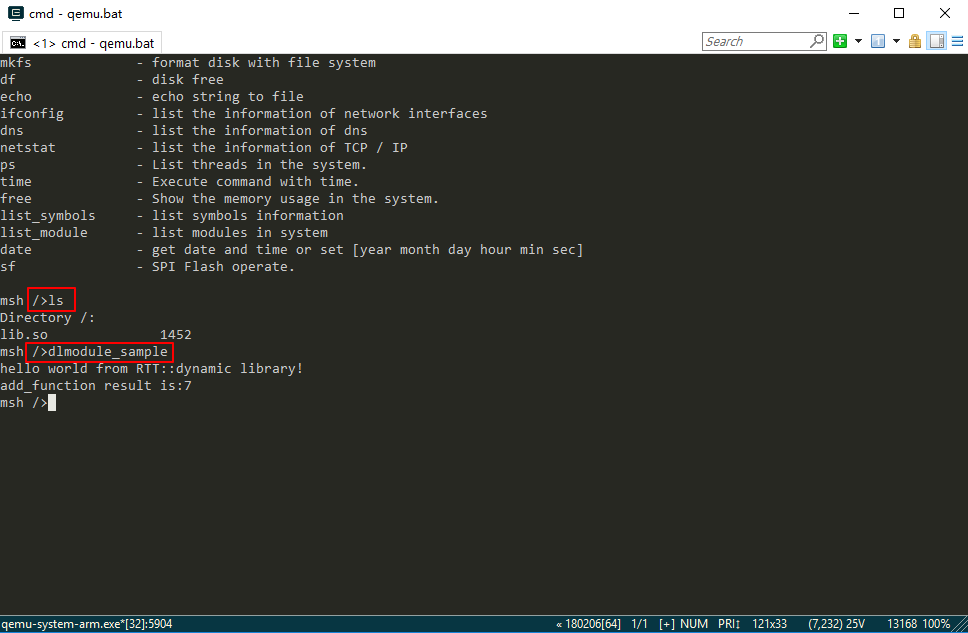 cmd - qemu.bat
<1> cmd - qemu.bat
Search
mkfs - format disk with file system
df - disk free
echo - echo string to file
ifconfig - list the information of network interfaces
dns - list the information of dns
netstat - list the information of TCP / IP
ps - List threads in the system.
time - Execute command with time.
free - Show the memory usage in the system.
list_symbols - list symbols information
list_module - list modules in system
date - get date and time or set [year month day hour min sec]
sf - SPI Flash operate.
msh />ls
Directory /:
lib.so 1452
msh />dlmodule_sample
hello world from RTT::dynamic library!
add_function result is:7
msh />
qemu-system-arm.exe*[32]:5904 « 180206[64] 1/1 [+] NUM PRI↕ 121x33 (7,232) 25V 13168 100%